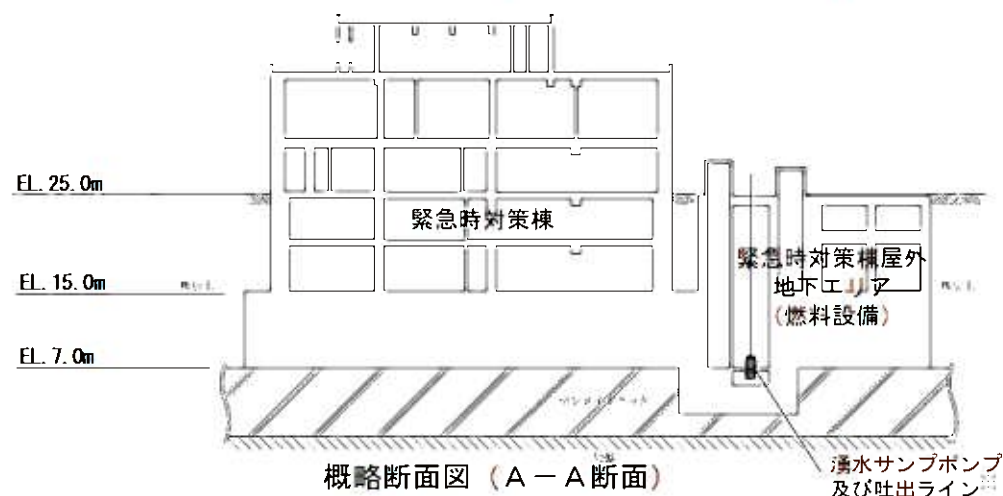 EL. 25.0m
緊急時対策棟
緊急時対策棟屋外
地下エリア
(燃料設備)
EL. 15.0m
EL. 7.0m
概略断面図 (A-A断面)
湧水サンプポンプ
及び吐出ライン